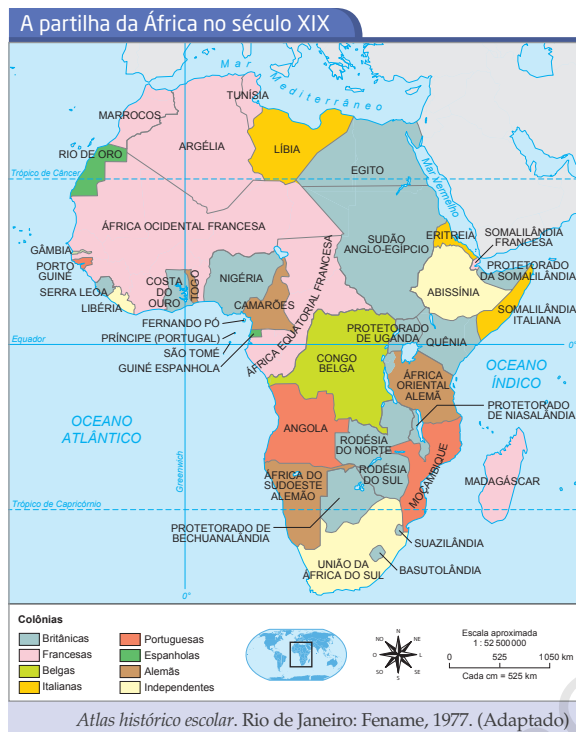 A partilha da África no século XIX
Mar Mediterrâneo
TUNÍSIA
MARROCOS
ARGÉLIA
LÍBIA
EGITO
RIO DE ORO
Trópico de Câncer
Mar Vermelho
ÁFRICA OCIDENTAL FRANCESA
SUDÃO
ANGLO-EGÍPCIO
ERITREIA
SOMALILÂNDIA
FRANCESA
GÂMBIA
PORTO
GUINÉ
SERRA LEOA
LIBÉRIA
COSTA
DO
OURO
TOGO
NIGÉRIA
CAMARÕES
ÁFRICA EQUATORIAL FRANCESA
PROTETORADO
DA SOMALILÂNDIA
ABISSÍNIA
SOMALILÂNDIA
ITALIANA
FERNANDO PÓ
PRÍNCIPE (PORTUGAL)
SÃO TOMÉ
GUINÉ ESPANHOLA
Equador
0°
PROTETORADO
DE UGANDA
QUÊNIA
CONGO
BELGA
ÁFRICA
ORIENTAL
ALEMÃ
OCEANO
ÍNDICO
OCEANO
ATLÂNTICO
PROTETORADO
DE NIASALÂNDIA
ANGOLA
RODÉSIA
DO NORTE
RODÉSIA
DO SUL
MOÇAMBIQUE
MADAGÁSCAR
Greenwich
ÁFRICA DO
SUDOESTE
ALEMÃO
Trópico de Capricórnio
PROTETORADO DE
BECHUANALÂNDIA
SUAZILÂNDIA
BASUTOLÂNDIA
UNIÃO DA
ÁFRICA DO SUL
0°
Colônias
Britânicas
Francesas
Belgas
Italianas
Portuguesas
Espanholas
Alemãs
Independentes
N
NO
NE
O
L
SO
SE
S
Escala aproximada
1 : 52 500 000
0 525 1 050 km
Cada cm = 525 km
Atlas histórico escolar. Rio de Janeiro: Fename, 1977. (Adaptado)